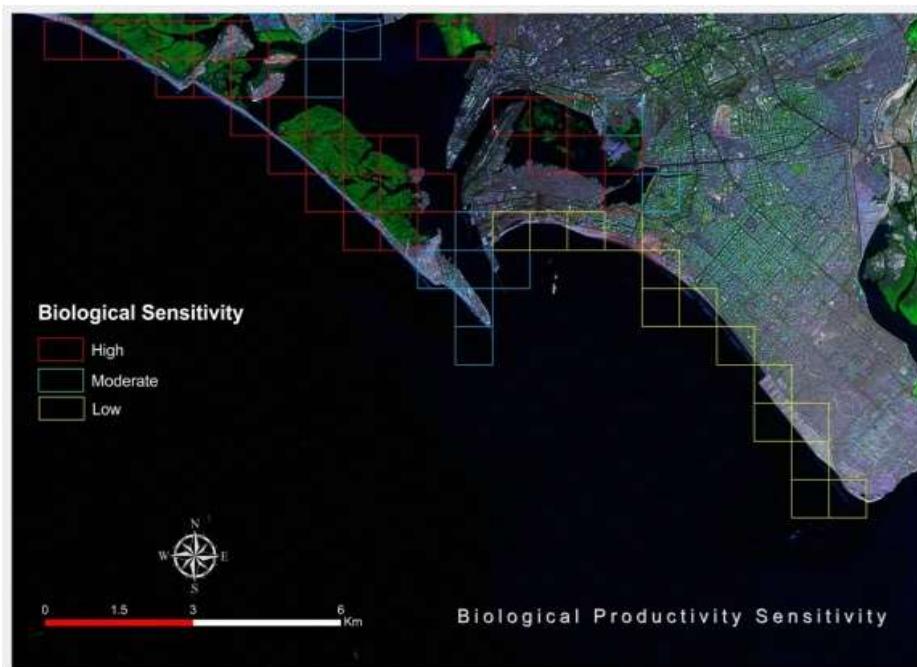 Biological Sensitivity
High
Moderate
Low
N
W E
S
0 1.5 3 6
Km
Biological Productivity Sensitivity